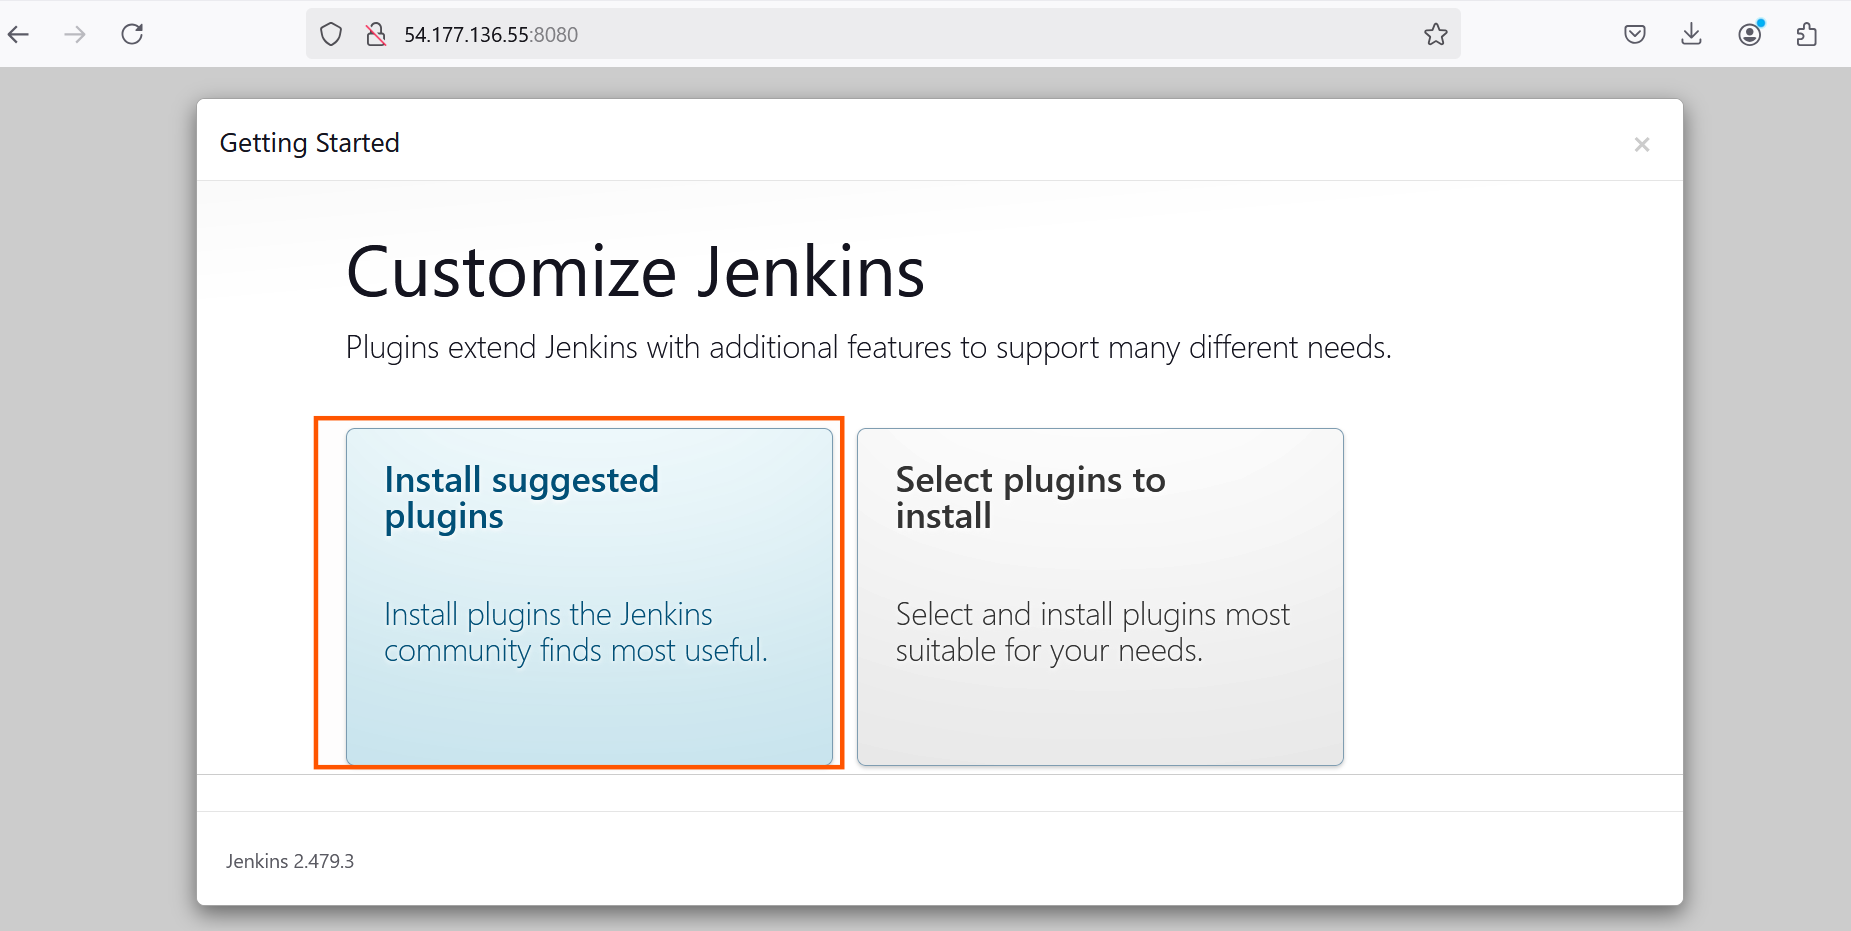 54.177.136.55:8080
Getting Started
×
Customize Jenkins
Plugins extend Jenkins with additional features to support many different needs.
Install suggested
plugins
Install plugins the Jenkins
community finds most useful.
Select plugins to
install
Select and install plugins most
suitable for your needs.
Jenkins 2.479.3